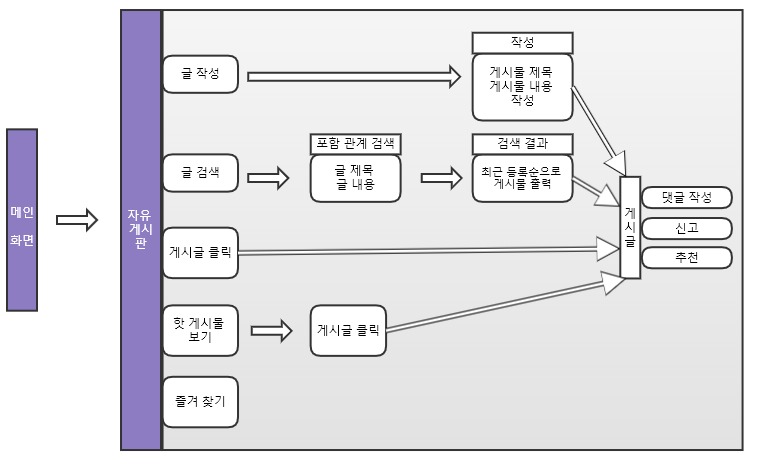 메인
화면
자유
게시
판
글 작성
작성
게시물 제목
게시물 내용
작성
글 검색
포함 관계 검색
글 제목
글 내용
검색 결과
최근 등록순으로
게시물 출력
게시글 클릭
핫 게시물
보기
게시글 클릭
즐겨 찾기
게
시
글
댓글 작성
신고
추천